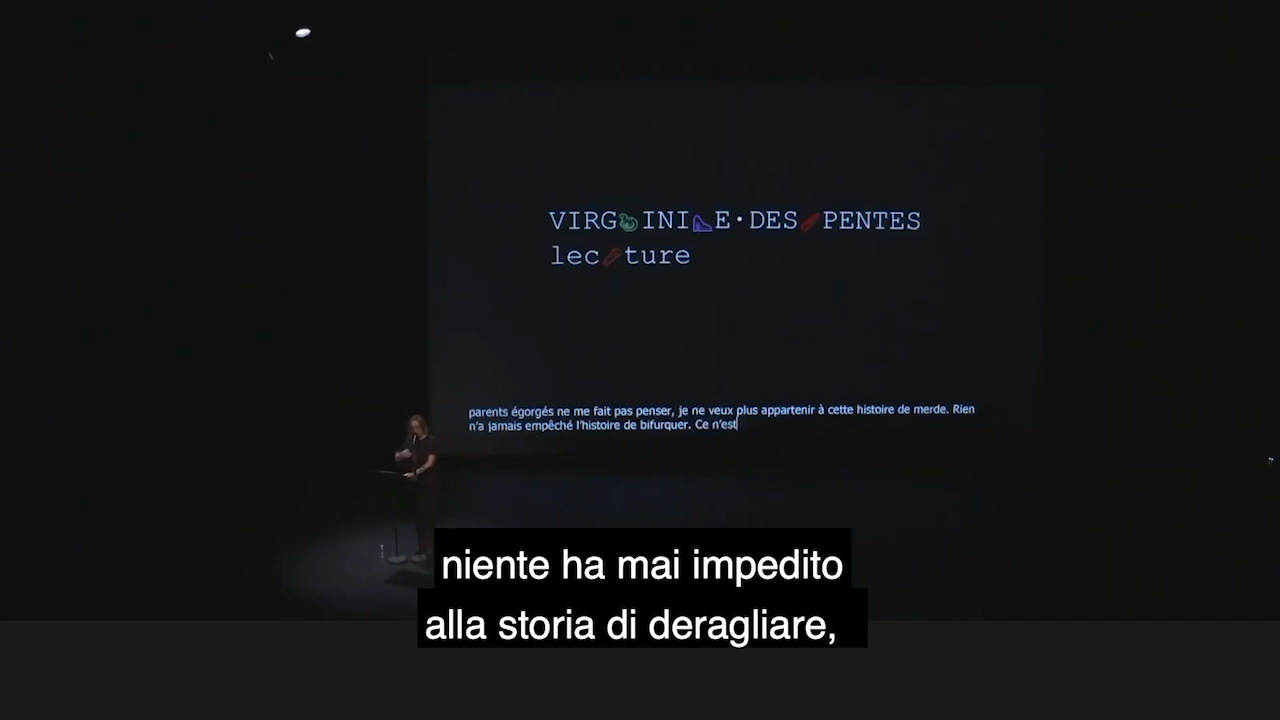 VIRGINIE·DESPENTES
lecture
parents égorgés ne me fait pas penser, je ne veux plus appartenir à cette histoire de merde. Rien
n'a jamais empêché l'histoire de bifurquer. Ce n'est
niente ha mai impedito
alla storia di deragliare,